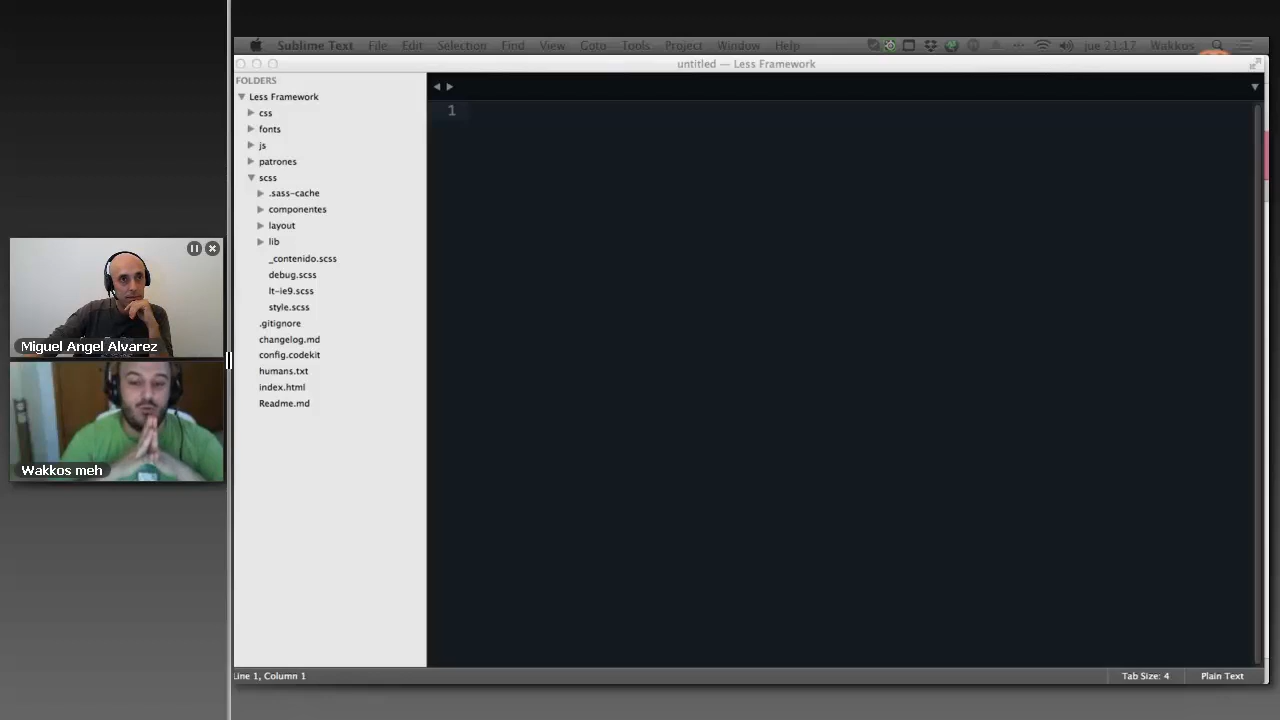 Sublime Text File Edit Selection Find View Goto Tools Project Window Help jue 21:17 Wakkos
untitled — Less Framework
FOLDERS
Less Framework
css
fonts
js
patrones
scss
.sass-cache
componentes
layout
lib
_contenido.scss
debug.scss
lt-ie9.scss
style.scss
.gitignore
changelog.md
config.codekit
humans.txt
index.html
Readme.md
1
Miguel Angel Alvarez
Wakkos meh
Line 1, Column 1
Tab Size: 4
Plain Text